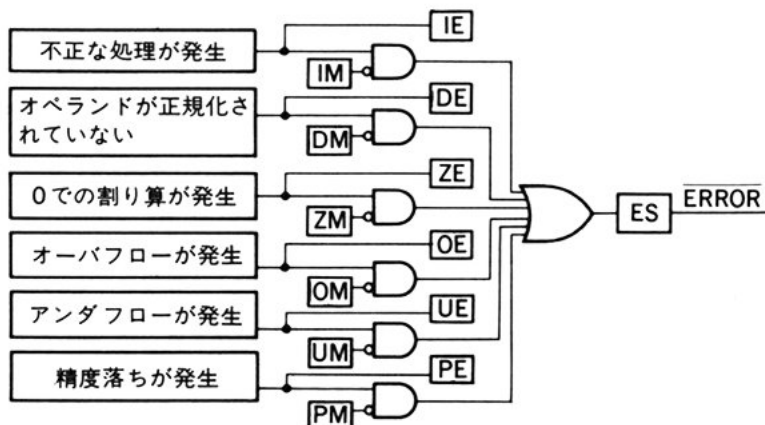 IE
不正な処理が発生
IM
DE
オペランドが正規化さ
れていない
DM
ZE
0での割り算が発生
ZM
ERROR
ES
OE
オーバフローが発生
OM
UE
アンダフローが発生
UM
PE
精度落ちが発生
PM